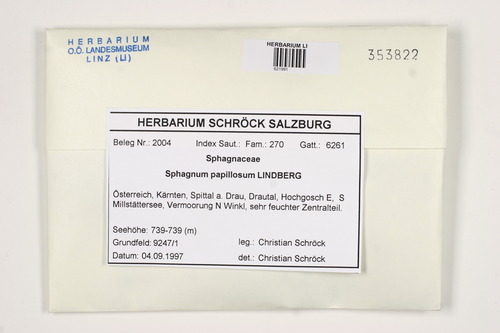 HERBARIUM
O.Ö. LANDESMUSEUM
LINZ (LI)
HERBARIUM LI
621991
353822
HERBARIUM SCHRÖCK SALZBURG
Beleg Nr.: 2004 Index Saut.: Fam.: 270 Gatt.: 6261
Sphagnaceae
Sphagnum papillosum LINDBERG
Österreich, Kärnten, Spittal a. Drau, Drautal, Hochgosch E, S
Millstättersee, Vermoorung N Winkl, sehr feuchter Zentralteil.
Seehöhe: 739-739 (m)
Grundfeld: 9247/1 leg.: Christian Schröck
Datum: 04.09.1997 det.: Christian Schröck